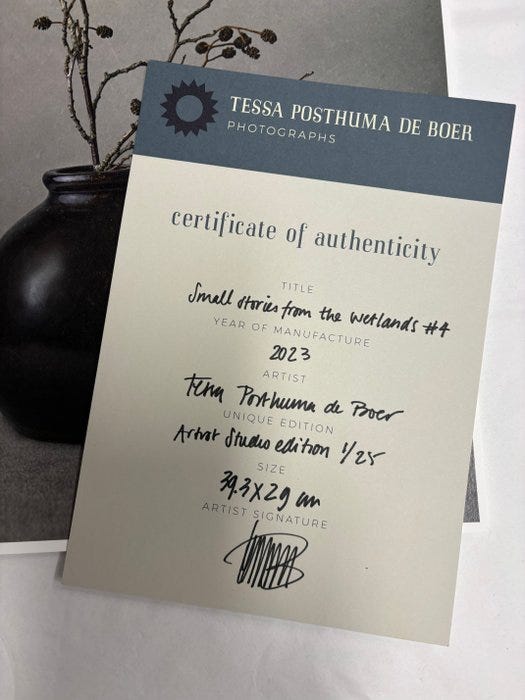 TESSA POSTHUMA DE BOER
PHOTOGRAPHS
certificate of authenticity
TITLE
Small stories from the wetlands #4
YEAR OF MANUFACTURE
2023
ARTIST
Tessa Posthuma de Boer
UNIQUE EDITION
Artist Studio edition 1/25
SIZE
39.3 x 29 cm
ARTIST SIGNATURE